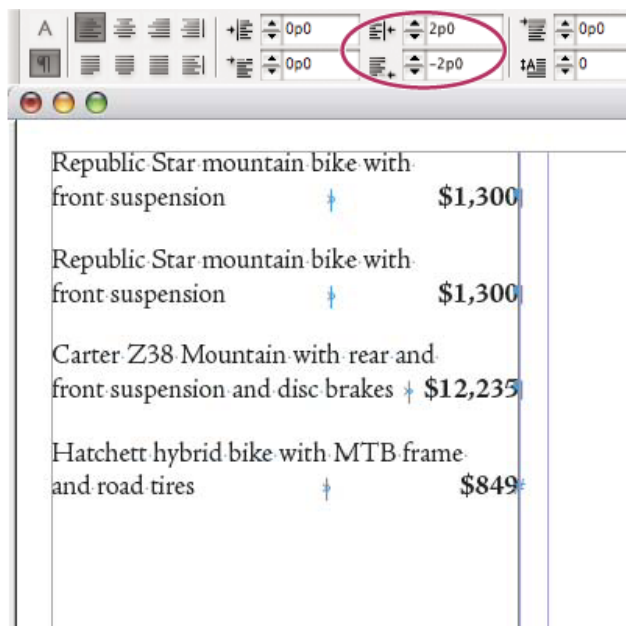 A 0p0 2p0 0p0
¶ 0p0 -2p0 0
Republic Star mountain bike with
front suspension $1,300
Republic Star mountain bike with
front suspension $1,300
Carter Z38 Mountain with rear and
front suspension and disc brakes $12,235
Hatchett hybrid bike with MTB frame
and road tires $849